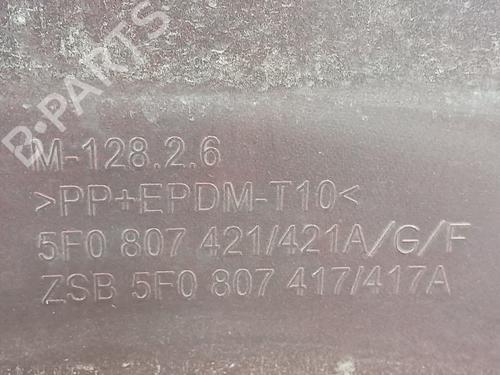 B-PARTS
M-128.2.6
>PP+EPDM-T10<
5F0 807 421/421A/G/F
ZSB 5F0 807 417/417A